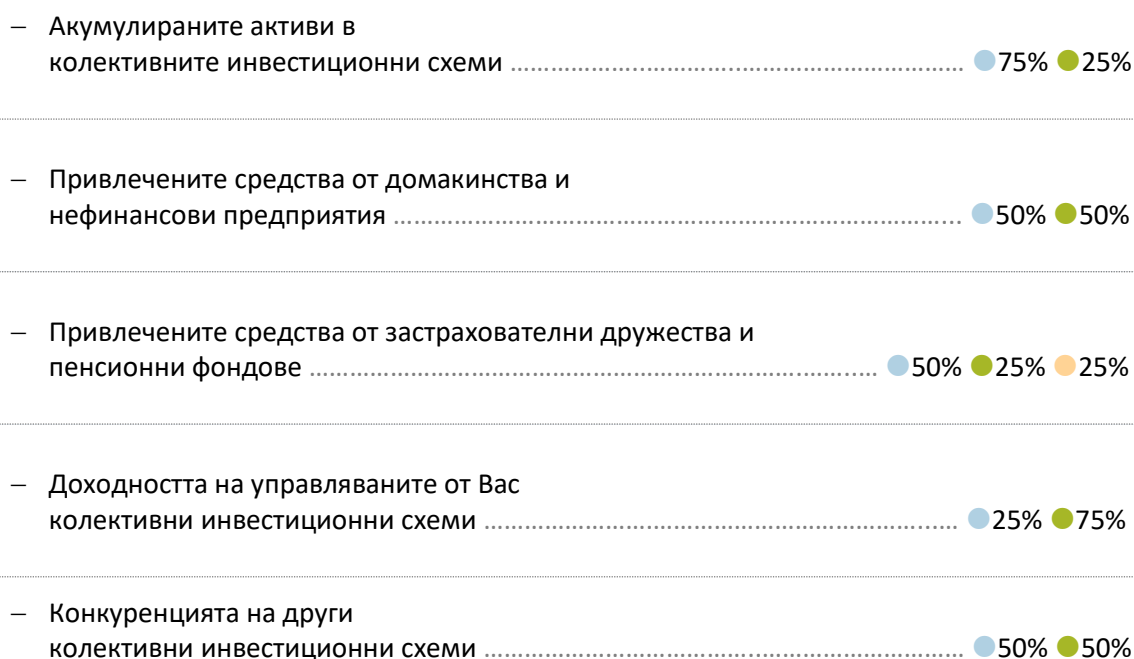 – Акумулираните активи в
колективните инвестиционни схеми ........................................................................ 75% 25%
– Привлечените средства от домакинства и
нефинансови предприятия .......................................................................................... 50% 50%
– Привлечените средства от застрахователни дружества и
пенсионни фондове .......................................................................................... 50% 25% 25%
– Доходността на управляваните от Вас
колективни инвестиционни схеми ........................................................................... 25% 75%
– Конкуренцията на други
колективни инвестиционни схеми ............................................................................ 50% 50%